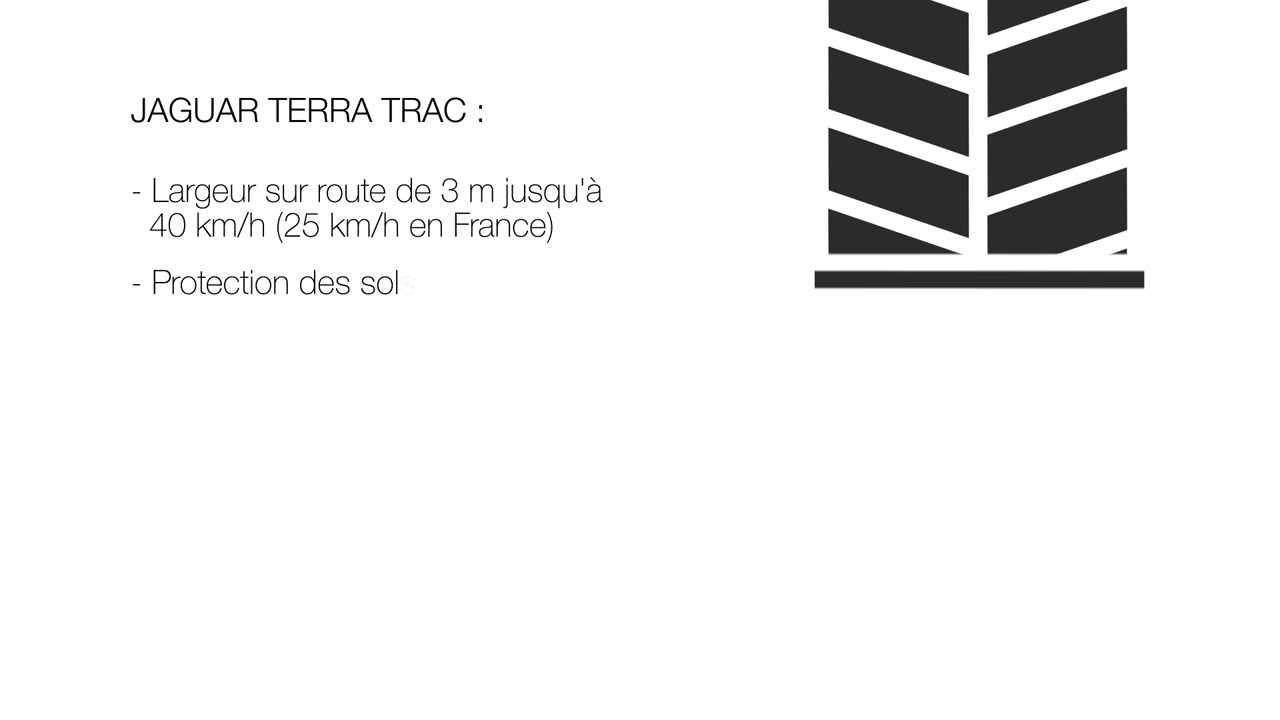 JAGUAR TERRA TRAC :
- Largeur sur route de 3 m jusqu'à
40 km/h (25 km/h en France)
- Protection des sols